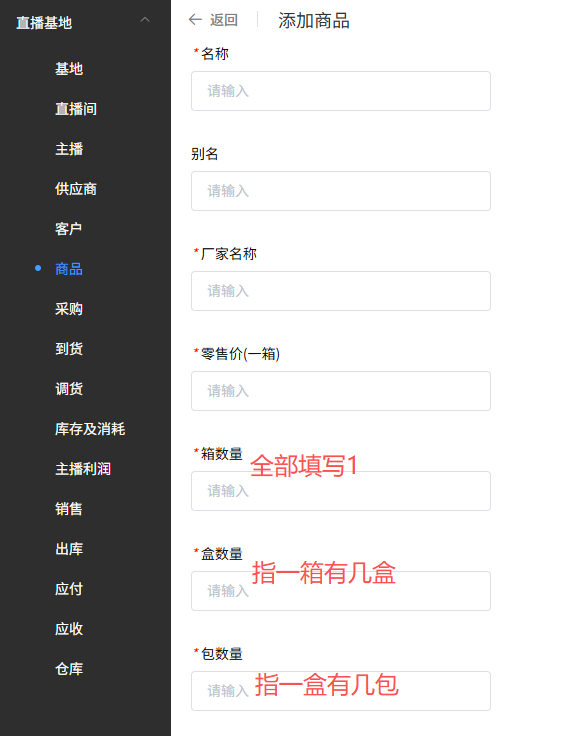 直播基地
基地
直播间
主播
供应商
客户
商品
采购
到货
调货
库存及消耗
主播利润
销售
出库
应付
应收
仓库
返回 添加商品
*名称
请输入
别名
请输入
*厂家名称
请输入
*零售价(一箱)
请输入
*箱数量
全部填写1
请输入
*盒数量
指一箱有几盒
请输入
*包数量
指一盒有几包
请输入